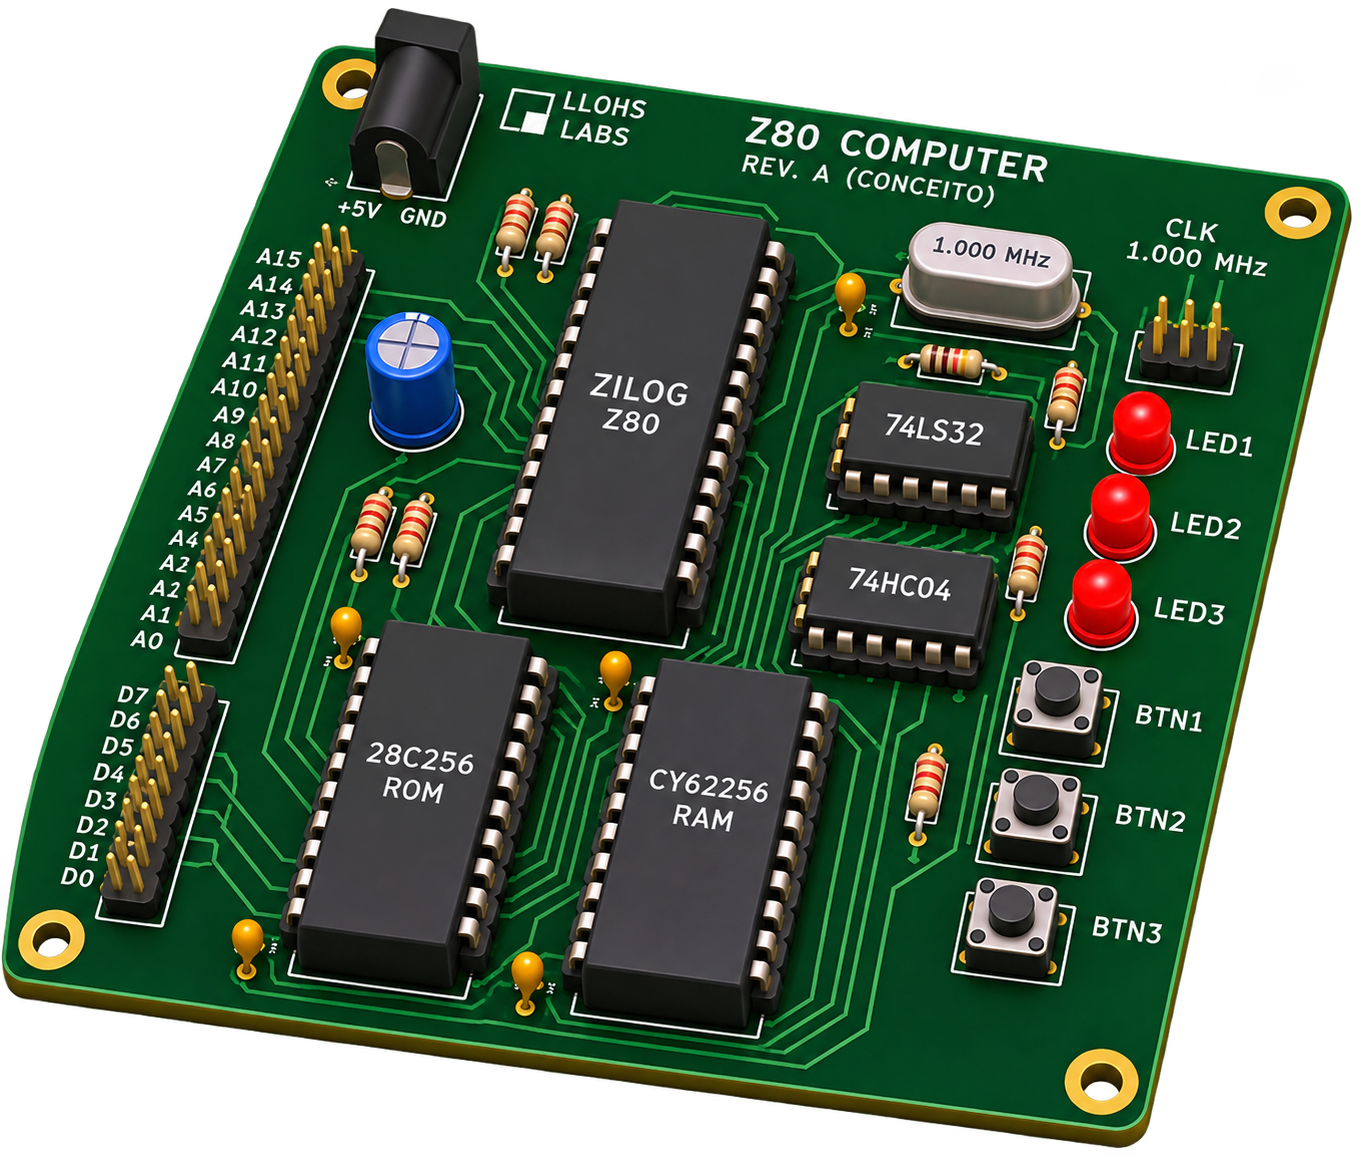 LLOHS
LABS
Z80 COMPUTER
REV. A (CONCEITO)
+5V GND
CLK
1.000 MHz
1.000 MHz
A15
A14
A13
A12
A11
A10
A9
A8
A7
A6
A5
A4
A2
A2
A1
A0
ZILOG
Z80
74LS32
74HC04
LED1
LED2
LED3
D7
D6
D5
D4
D3
D2
D1
D0
28C256
ROM
CY62256
RAM
BTN1
BTN2
BTN3